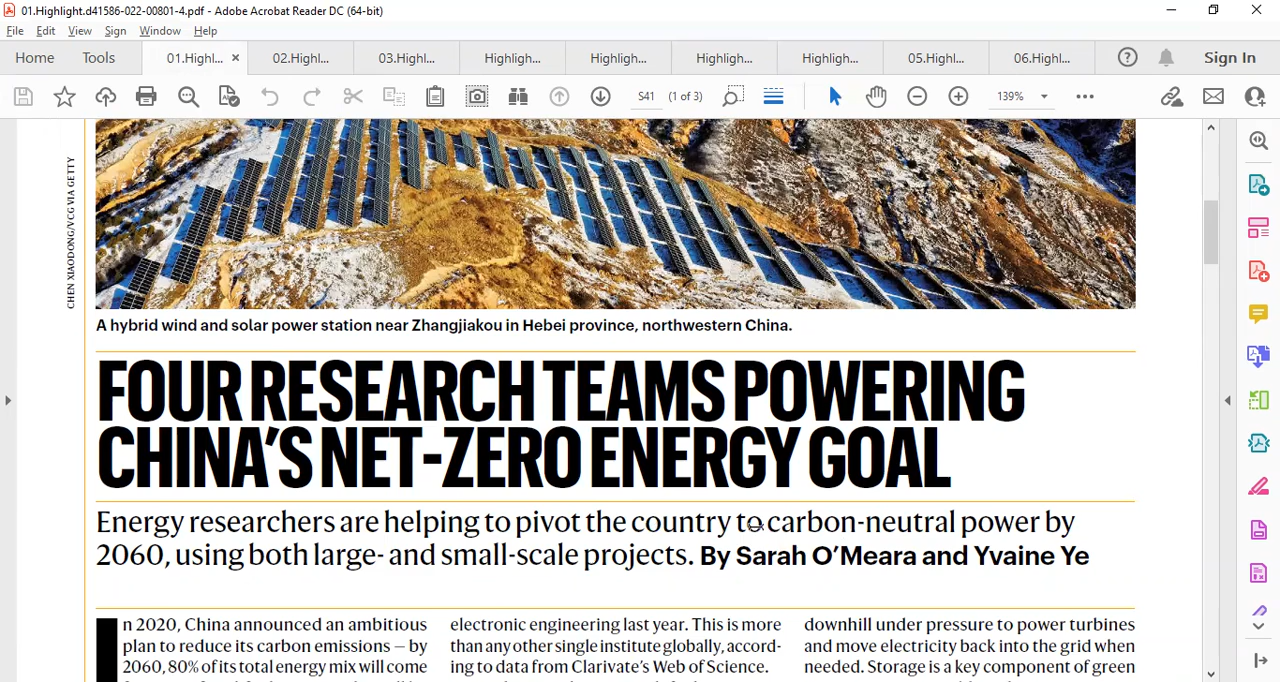 01.Highlight.d41586-022-00801-4.pdf - Adobe Acrobat Reader DC (64-bit)
File Edit View Sign Window Help
Home Tools 01.Highl... 02.Highl... 03.Highl... Highligh... Highligh... Highligh... Highligh... 05.Highl... 06.Highl... Sign In
S41 (1 of 3) 139%
CHEN XIAODONG/VCG VIA GETTY
A hybrid wind and solar power station near Zhangjiakou in Hebei province, northwestern China.
FOUR RESEARCH TEAMS POWERING
CHINA'S NET-ZERO ENERGY GOAL
Energy researchers are helping to pivot the country to carbon-neutral power by
2060, using both large- and small-scale projects. By Sarah O'Meara and Yvaine Ye
n 2020, China announced an ambitious
plan to reduce its carbon emissions — by
2060, 80% of its total energy mix will come
electronic engineering last year. This is more
than any other single institute globally, accord-
ing to data from Clarivate's Web of Science.
downhill under pressure to power turbines
and move electricity back into the grid when
needed. Storage is a key component of green